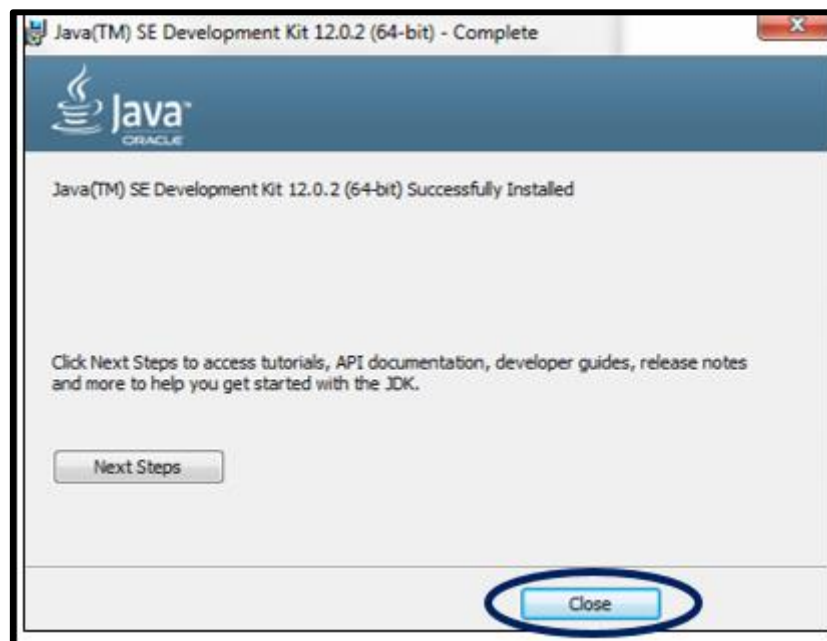 Java(TM) SE Development Kit 12.0.2 (64-bit) - Complete
Java™
ORACLE
Java(TM) SE Development Kit 12.0.2 (64-bit) Successfully Installed
Click Next Steps to access tutorials, API documentation, developer guides, release notes
and more to help you get started with the JDK.
Next Steps
Close